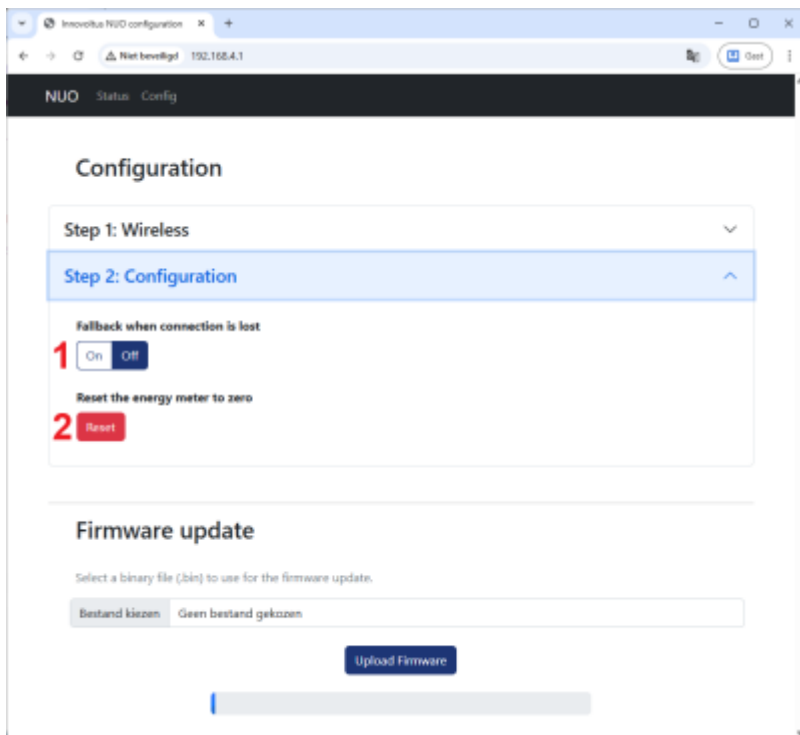 Innovoltus NUO configuration
Niet beveiligd 192.168.4.1
Gast
NUO Status Config
Configuration
Step 1: Wireless
Step 2: Configuration
Fallback when connection is lost
1 On Off
Reset the energy meter to zero
2 Reset
Firmware update
Select a binary file (.bin) to use for the firmware update.
Bestand kiezen Geen bestand gekozen
Upload Firmware